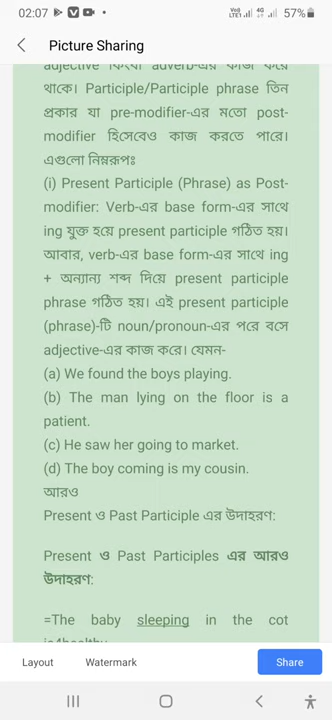 02:07
57%
Picture Sharing
adjective কিংবা adverb-এর কাজ করে
থাকে। Participle/Participle phrase তিন
প্রকার যা pre-modifier-এর মতো post-
modifier হিসেবেও কাজ করতে পারে।
এগুলো নিম্নরূপঃ
(i) Present Participle (Phrase) as Post-
modifier: Verb-এর base form-এর সাথে
ing যুক্ত হয়ে present participle গঠিত হয়।
আবার, verb-এর base form-এর সাথে ing
+ অন্যান্য শব্দ দিয়ে present participle
phrase গঠিত হয়। এই present participle
(phrase)-টি noun/pronoun-এর পরে বসে
adjective-এর কাজ করে। যেমন-
(a) We found the boys playing.
(b) The man lying on the floor is a
patient.
(c) He saw her going to market.
(d) The boy coming is my cousin.
আরও
Present ও Past Participle এর উদাহরণ:
Present ও Past Participles এর আরও
উদাহরণ:
=The baby sleeping in the cot
Layout
Watermark
Share